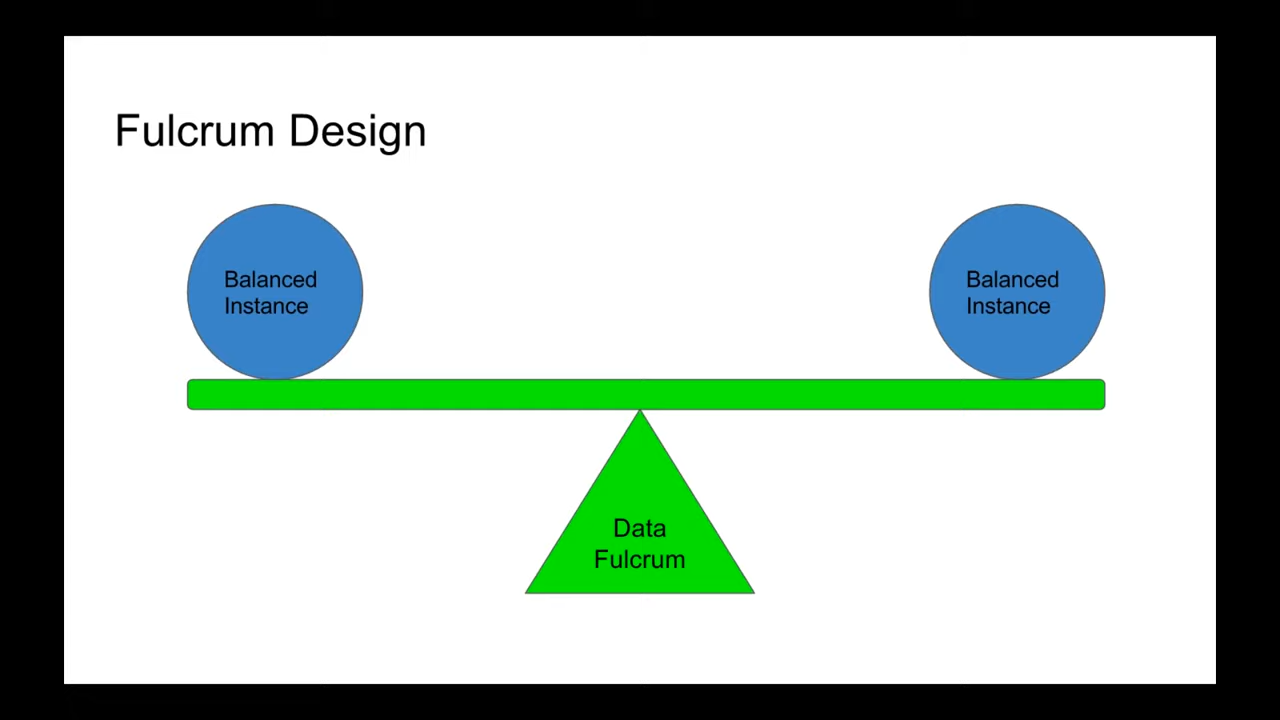 Fulcrum Design
Balanced
Instance
Balanced
Instance
Data
Fulcrum